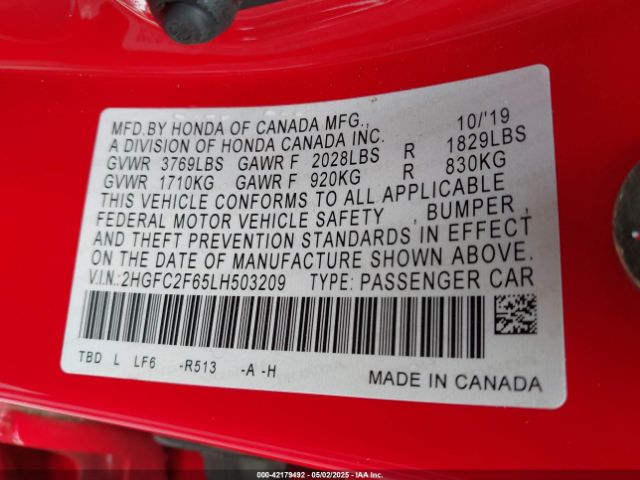 MFD.BY HONDA OF CANADA MFG., 10/'19
A DIVISION OF HONDA CANADA INC.
GVWR 3769LBS GAWR F 2028LBS R 1829LBS
GVWR 1710KG GAWR F 920KG R 830KG
THIS VEHICLE CONFORMS TO ALL APPLICABLE
FEDERAL MOTOR VEHICLE SAFETY , BUMPER ,
AND THEFT PREVENTION STANDARDS IN EFFECT
ON THE DATE OF MANUFACTURE SHOWN ABOVE.
V.I.N.:2HGFC2F65LH503209 TYPE: PASSENGER CAR
TBD L LF6 -R513 -A -H
MADE IN CANADA
000-42179492 - 05/02/2025 - IAAI.COM